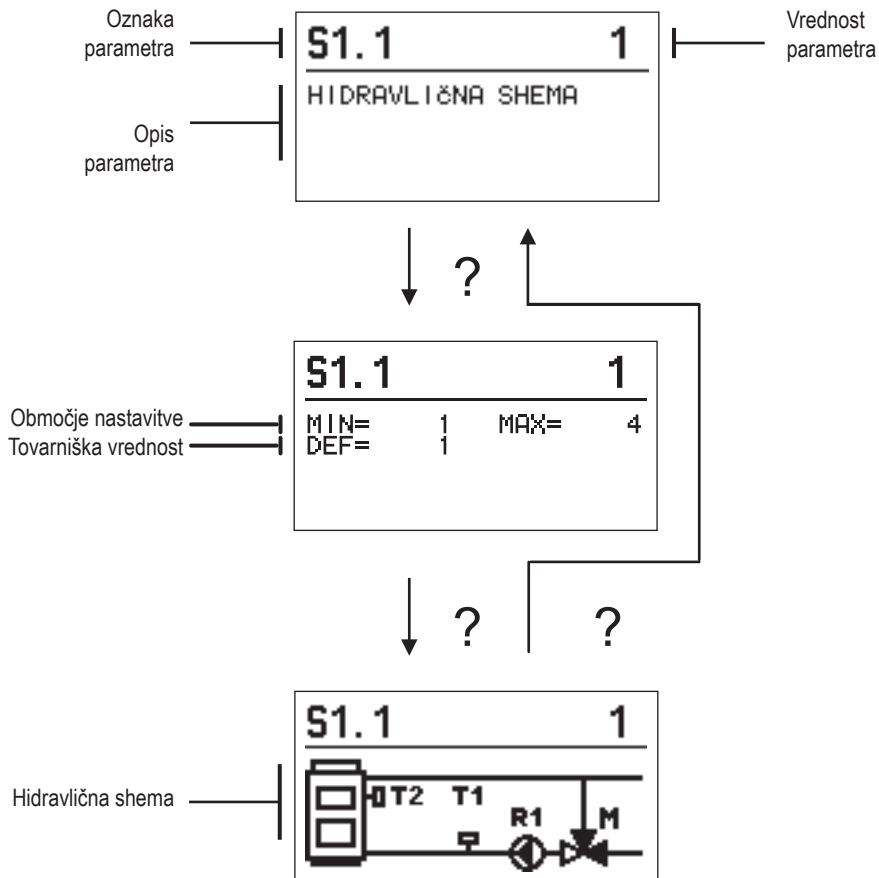 Oznaka
parametra
S1.1 1
Vrednost
parametra
HIDRAVLIčNA SHEMA
Opis
parametra
?
S1.1 1
Območje nastavitve
MIN= 1 MAX= 4
Tovarniška vrednost
DEF= 1
? ?
S1.1 1
Hidravlična shema
T2 T1
R1 M